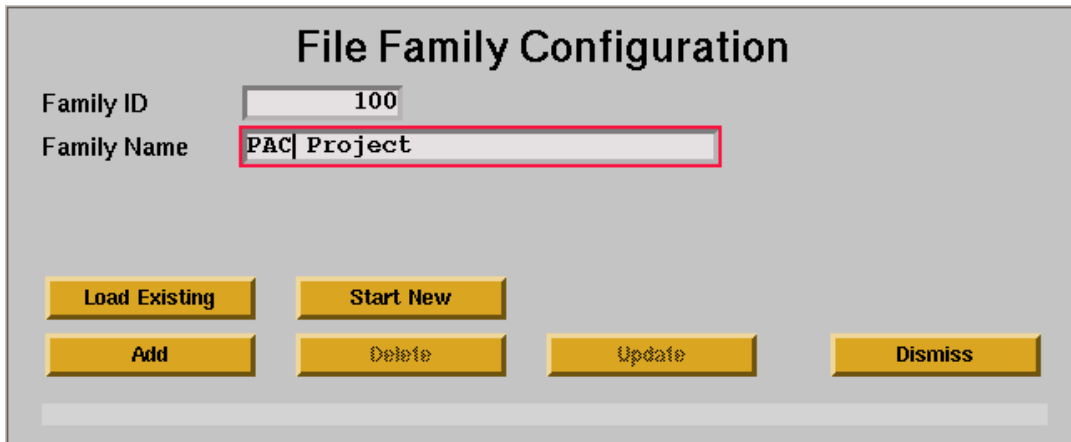 File Family Configuration
Family ID 100
Family Name PAC Project
Load Existing Start New
Add Delete Update Dismiss